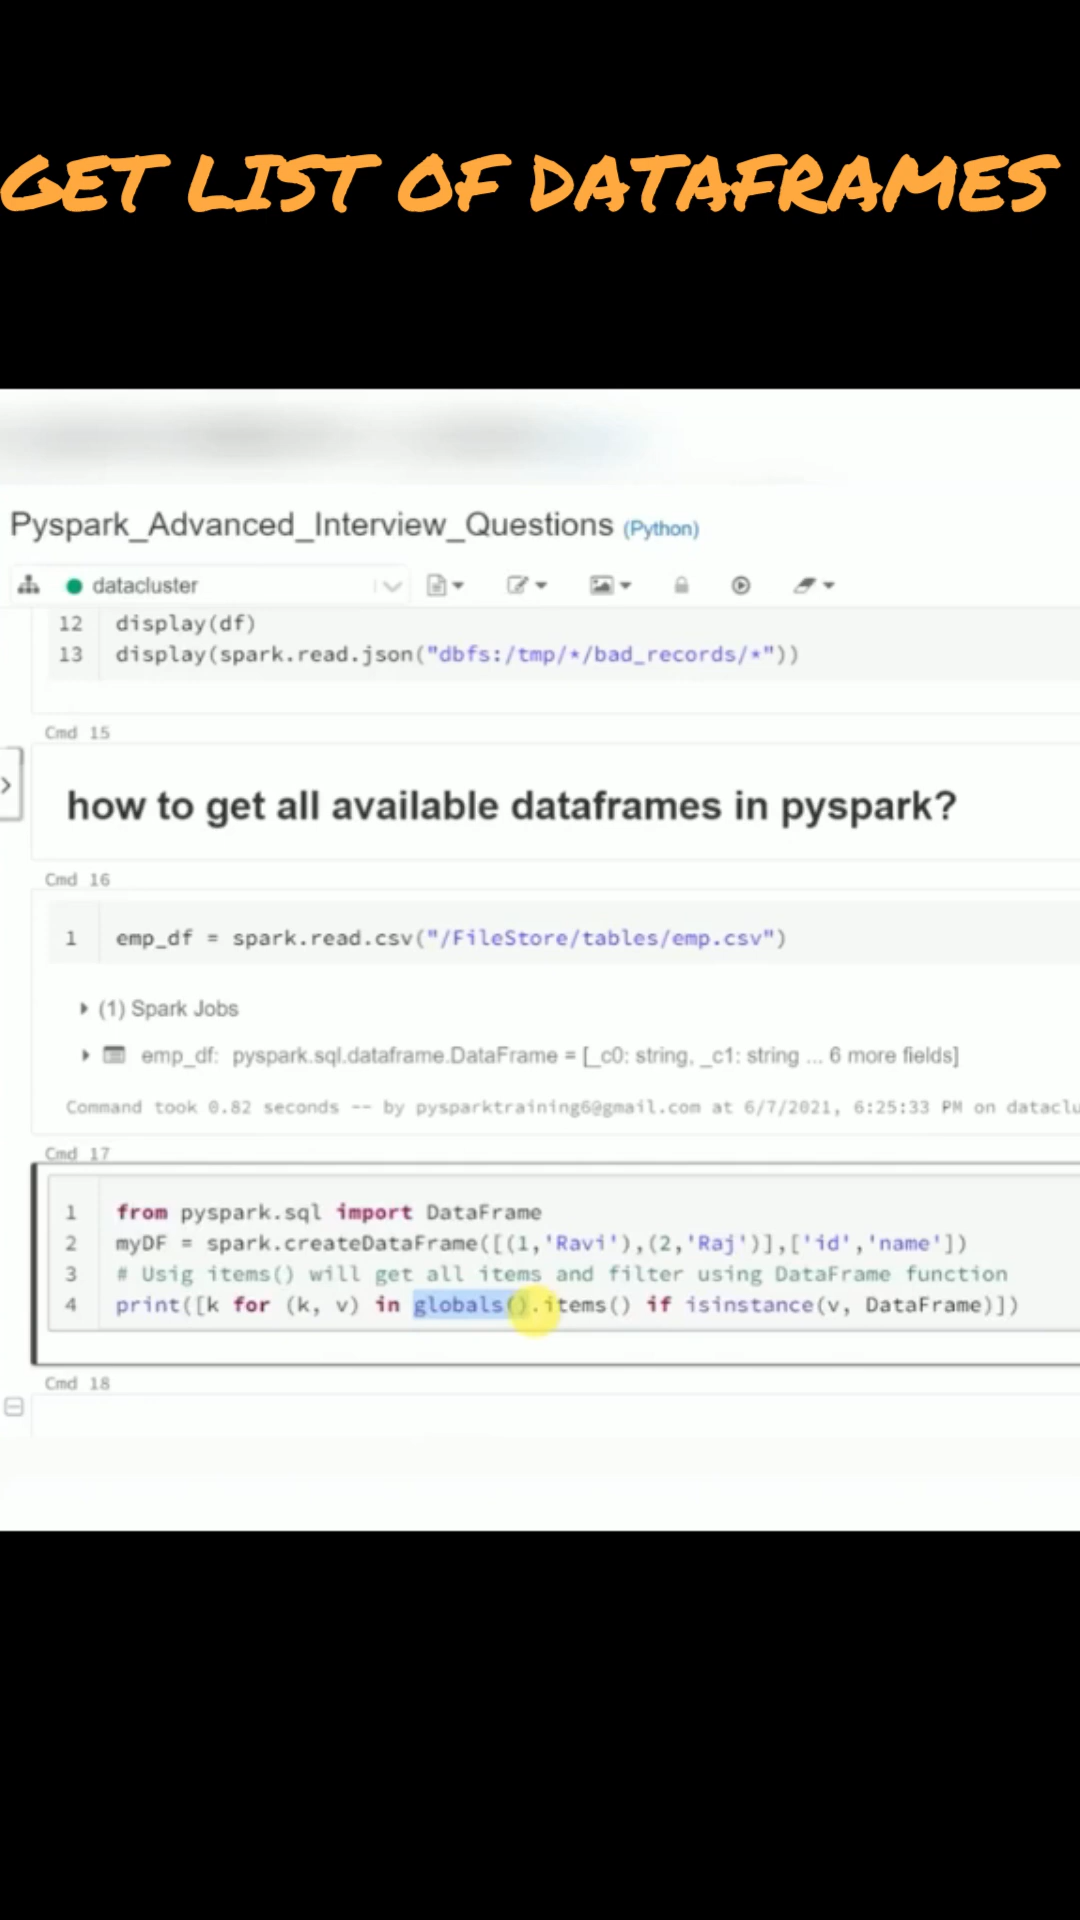 GET LIST OF DATAFRAMES
Pyspark_Advanced_Interview_Questions (Python)
datacluster
12 display(df)
13 display(spark.read.json("dbfs:/tmp/*/bad_records/*"))
Cmd 15
how to get all available dataframes in pyspark?
Cmd 16
1 emp_df = spark.read.csv("/FileStore/tables/emp.csv")
(1) Spark Jobs
emp_df: pyspark.sql.dataframe.DataFrame = [_c0: string, _c1: string ... 6 more fields]
Command took 0.82 seconds -- by pysparktraining6@gmail.com at 6/7/2021, 6:25:33 PM on dataclu
Cmd 17
1 from pyspark.sql import DataFrame
2 myDF = spark.createDataFrame([(1,'Ravi'),(2,'Raj')],['id','name'])
3 # Usig items() will get all items and filter using DataFrame function
4 print([k for (k, v) in globals().items() if isinstance(v, DataFrame)])
Cmd 18